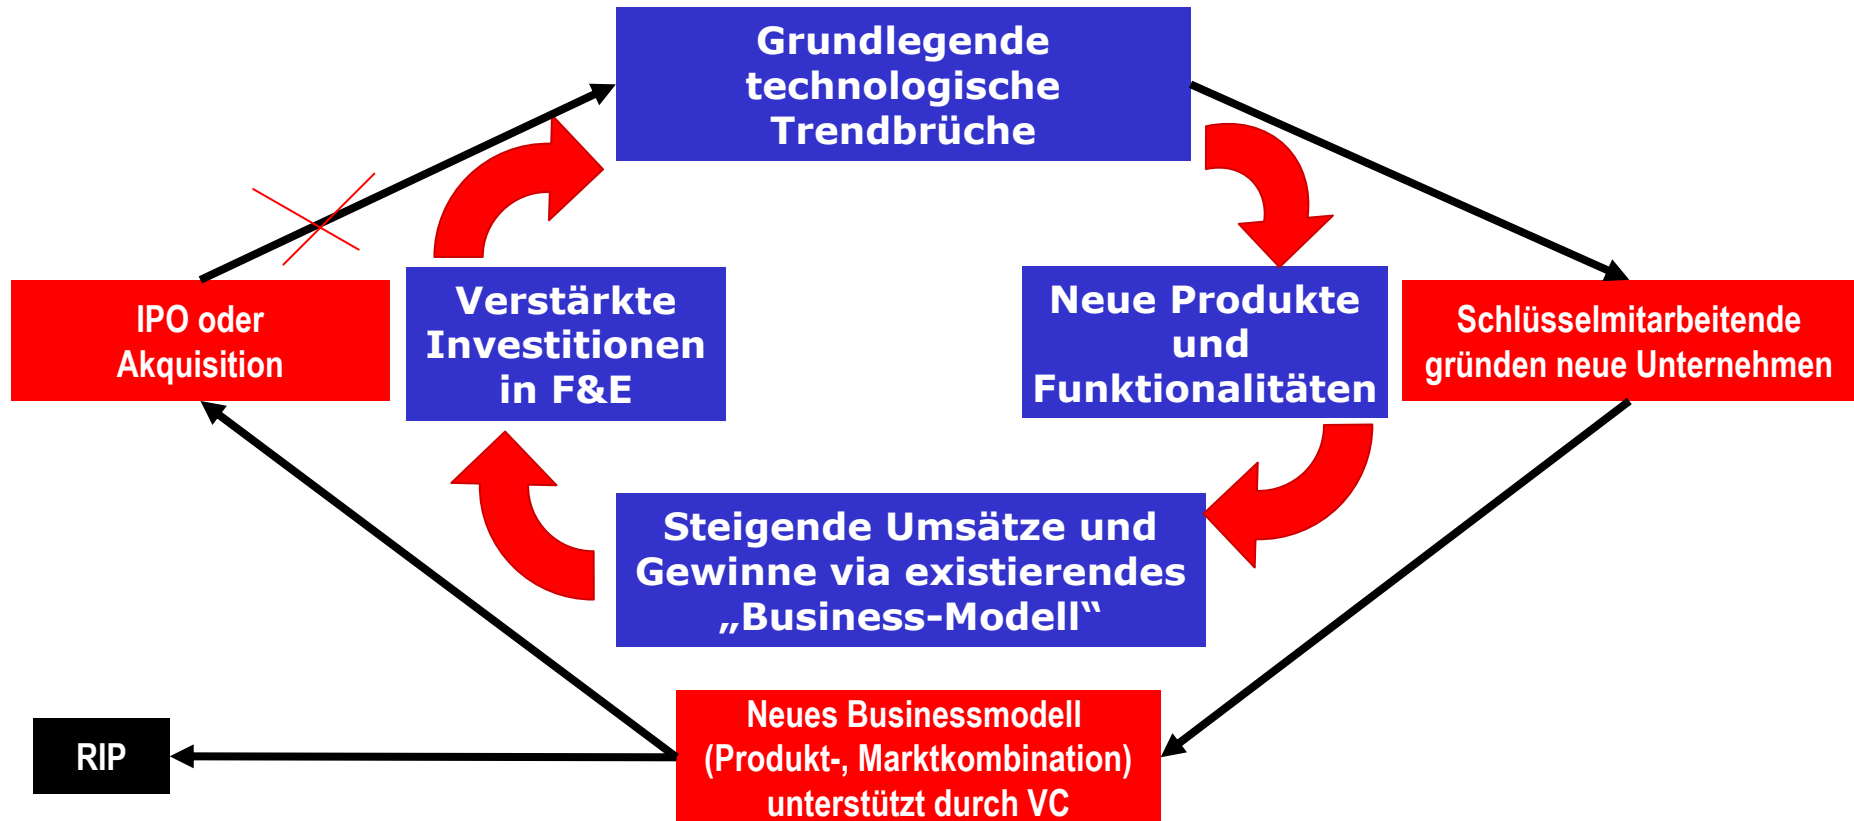 Grundlegende
technologische
Trendbrüche
IPO oder
Akquisition
Verstärkte
Investitionen
in F&E
Neue Produkte
und
Funktionalitäten
Schlüsselmitarbeitende
gründen neue Unternehmen
Steigende Umsätze und
Gewinne via existierendes
„Business–Modell“
RIP
Neues Businessmodell
(Produkt-, Marktkombination)
unterstützt durch VC